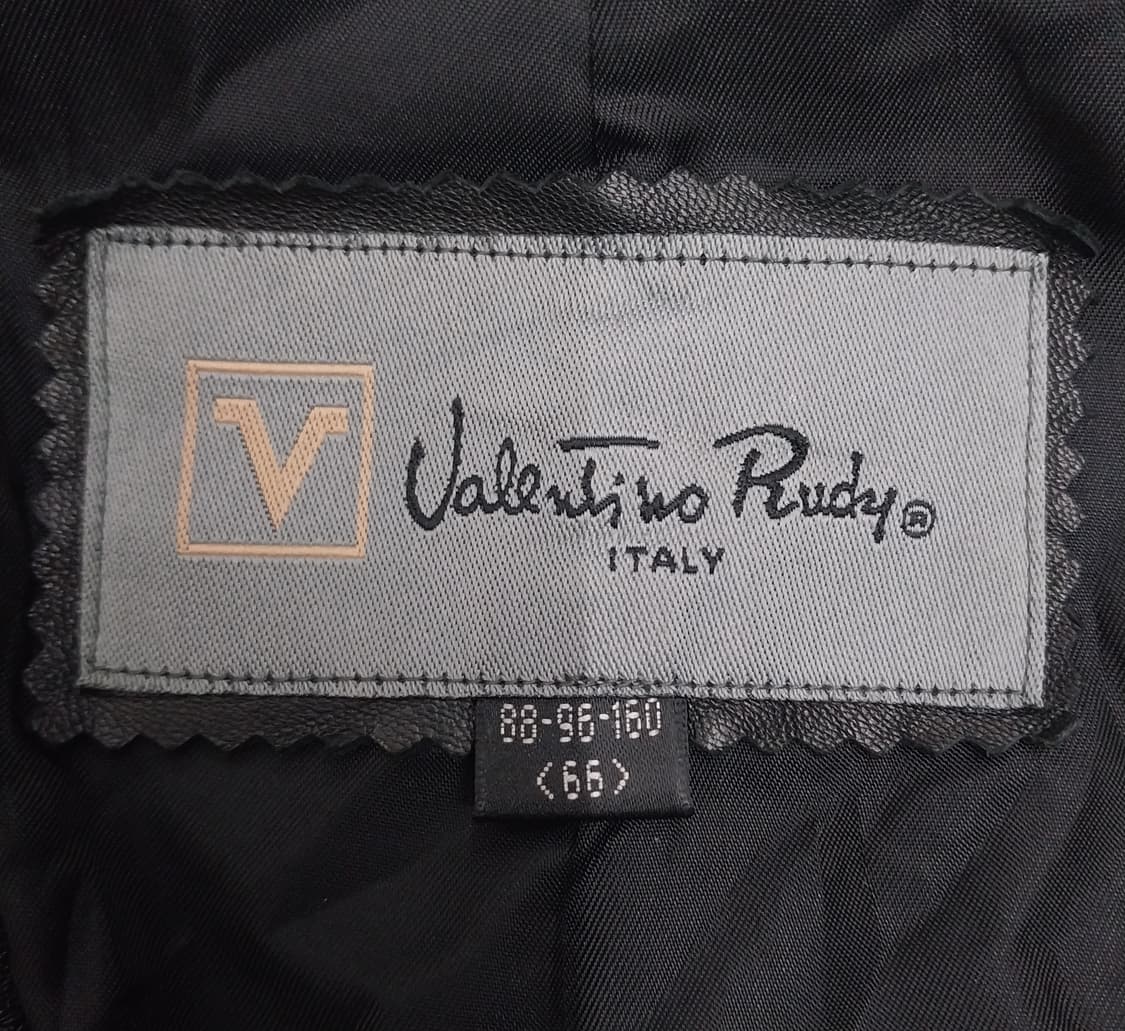 V
Valentino Rudy®
ITALY
88-96-160
<66>